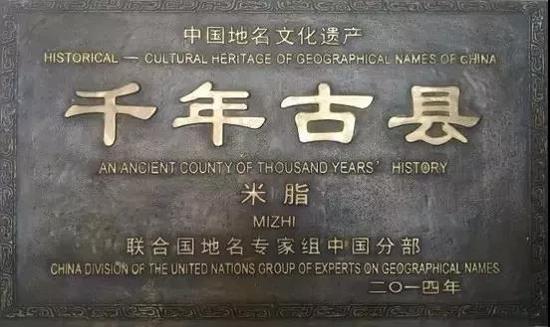 中国地名文化遗产
HISTORICAL — CULTURAL HERITAGE OF GEOGRAPHICAL NAMES OF CHINA
千年古县
AN ANCIENT COUNTY OF THOUSAND YEARS' HISTORY
米脂
MIZHI
联合国地名专家组中国分部
CHINA DIVISION OF THE UNITED NATIONS GROUP OF EXPERTS ON GEOGRAPHICAL NAMES
二〇一四年